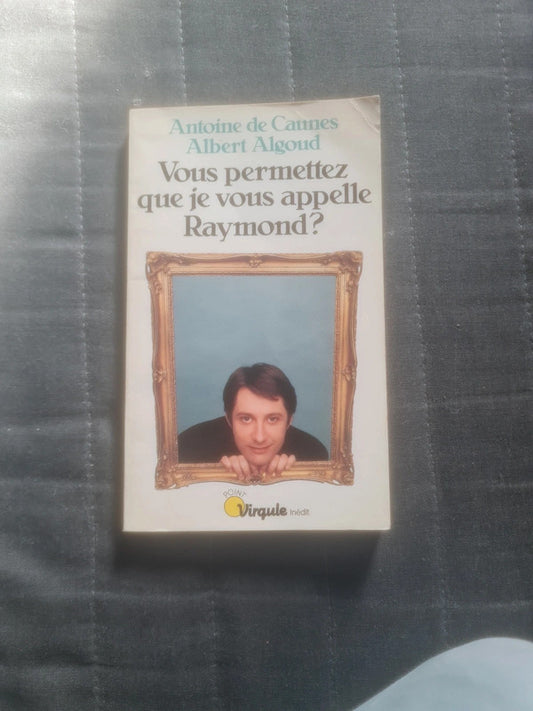 Antoine de Caunes
Albert Algoud
Vous permettez
que je vous appelle
Raymond?
POINT
Virgule Inédit